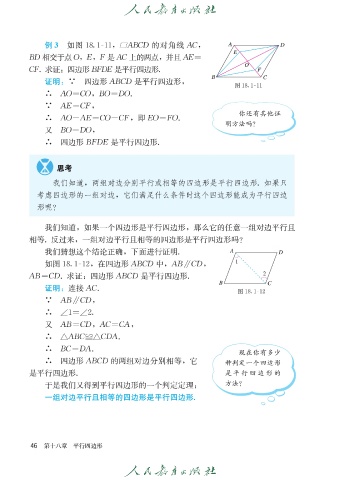 人民教育出版社
例 3 如图 18.1-11，□ABCD 的对角线 AC，
BD 相交于点 O，E，F 是 AC 上的两点，并且 AE=
CF. 求证：四边形 BFDE 是平行四边形.
证明：∵ 四边形 ABCD 是平行四边形，
∴ AO=CO，BO=DO.
∵ AE=CF，
∴ AO-AE=CO-CF，即 EO=FO.
又 BO=DO，
∴ 四边形 BFDE 是平行四边形.
A
D
E
O
F
B
C
图 18.1-11
你还有其他证
明方法吗？
思考
我们知道，两组对边分别平行或相等的四边形是平行四边形. 如果只
考虑四边形的一组对边，它们满足什么条件时这个四边形能成为平行四边
形呢？
我们知道，如果一个四边形是平行四边形，那么它的任意一组对边平行且
相等. 反过来，一组对边平行且相等的四边形是平行四边形吗？
我们猜想这个结论正确，下面进行证明.
如图 18.1-12，在四边形 ABCD 中，AB∥CD，
AB=CD. 求证：四边形 ABCD 是平行四边形.
证明：连接 AC.
∵ AB∥CD，
∴ ∠1=∠2.
又 AB=CD，AC=CA，
∴ △ABC≌△CDA.
∴ BC=DA.
∴ 四边形 ABCD 的两组对边分别相等，它
是平行四边形.
于是我们又得到平行四边形的一个判定定理：
一组对边平行且相等的四边形是平行四边形.
A
D
1
2
B
C
图 18.1-12
现在你有多少
种判定一个四边形
是平行四边形的
方法？
46 第十八章 平行四边形
人民教育出版社